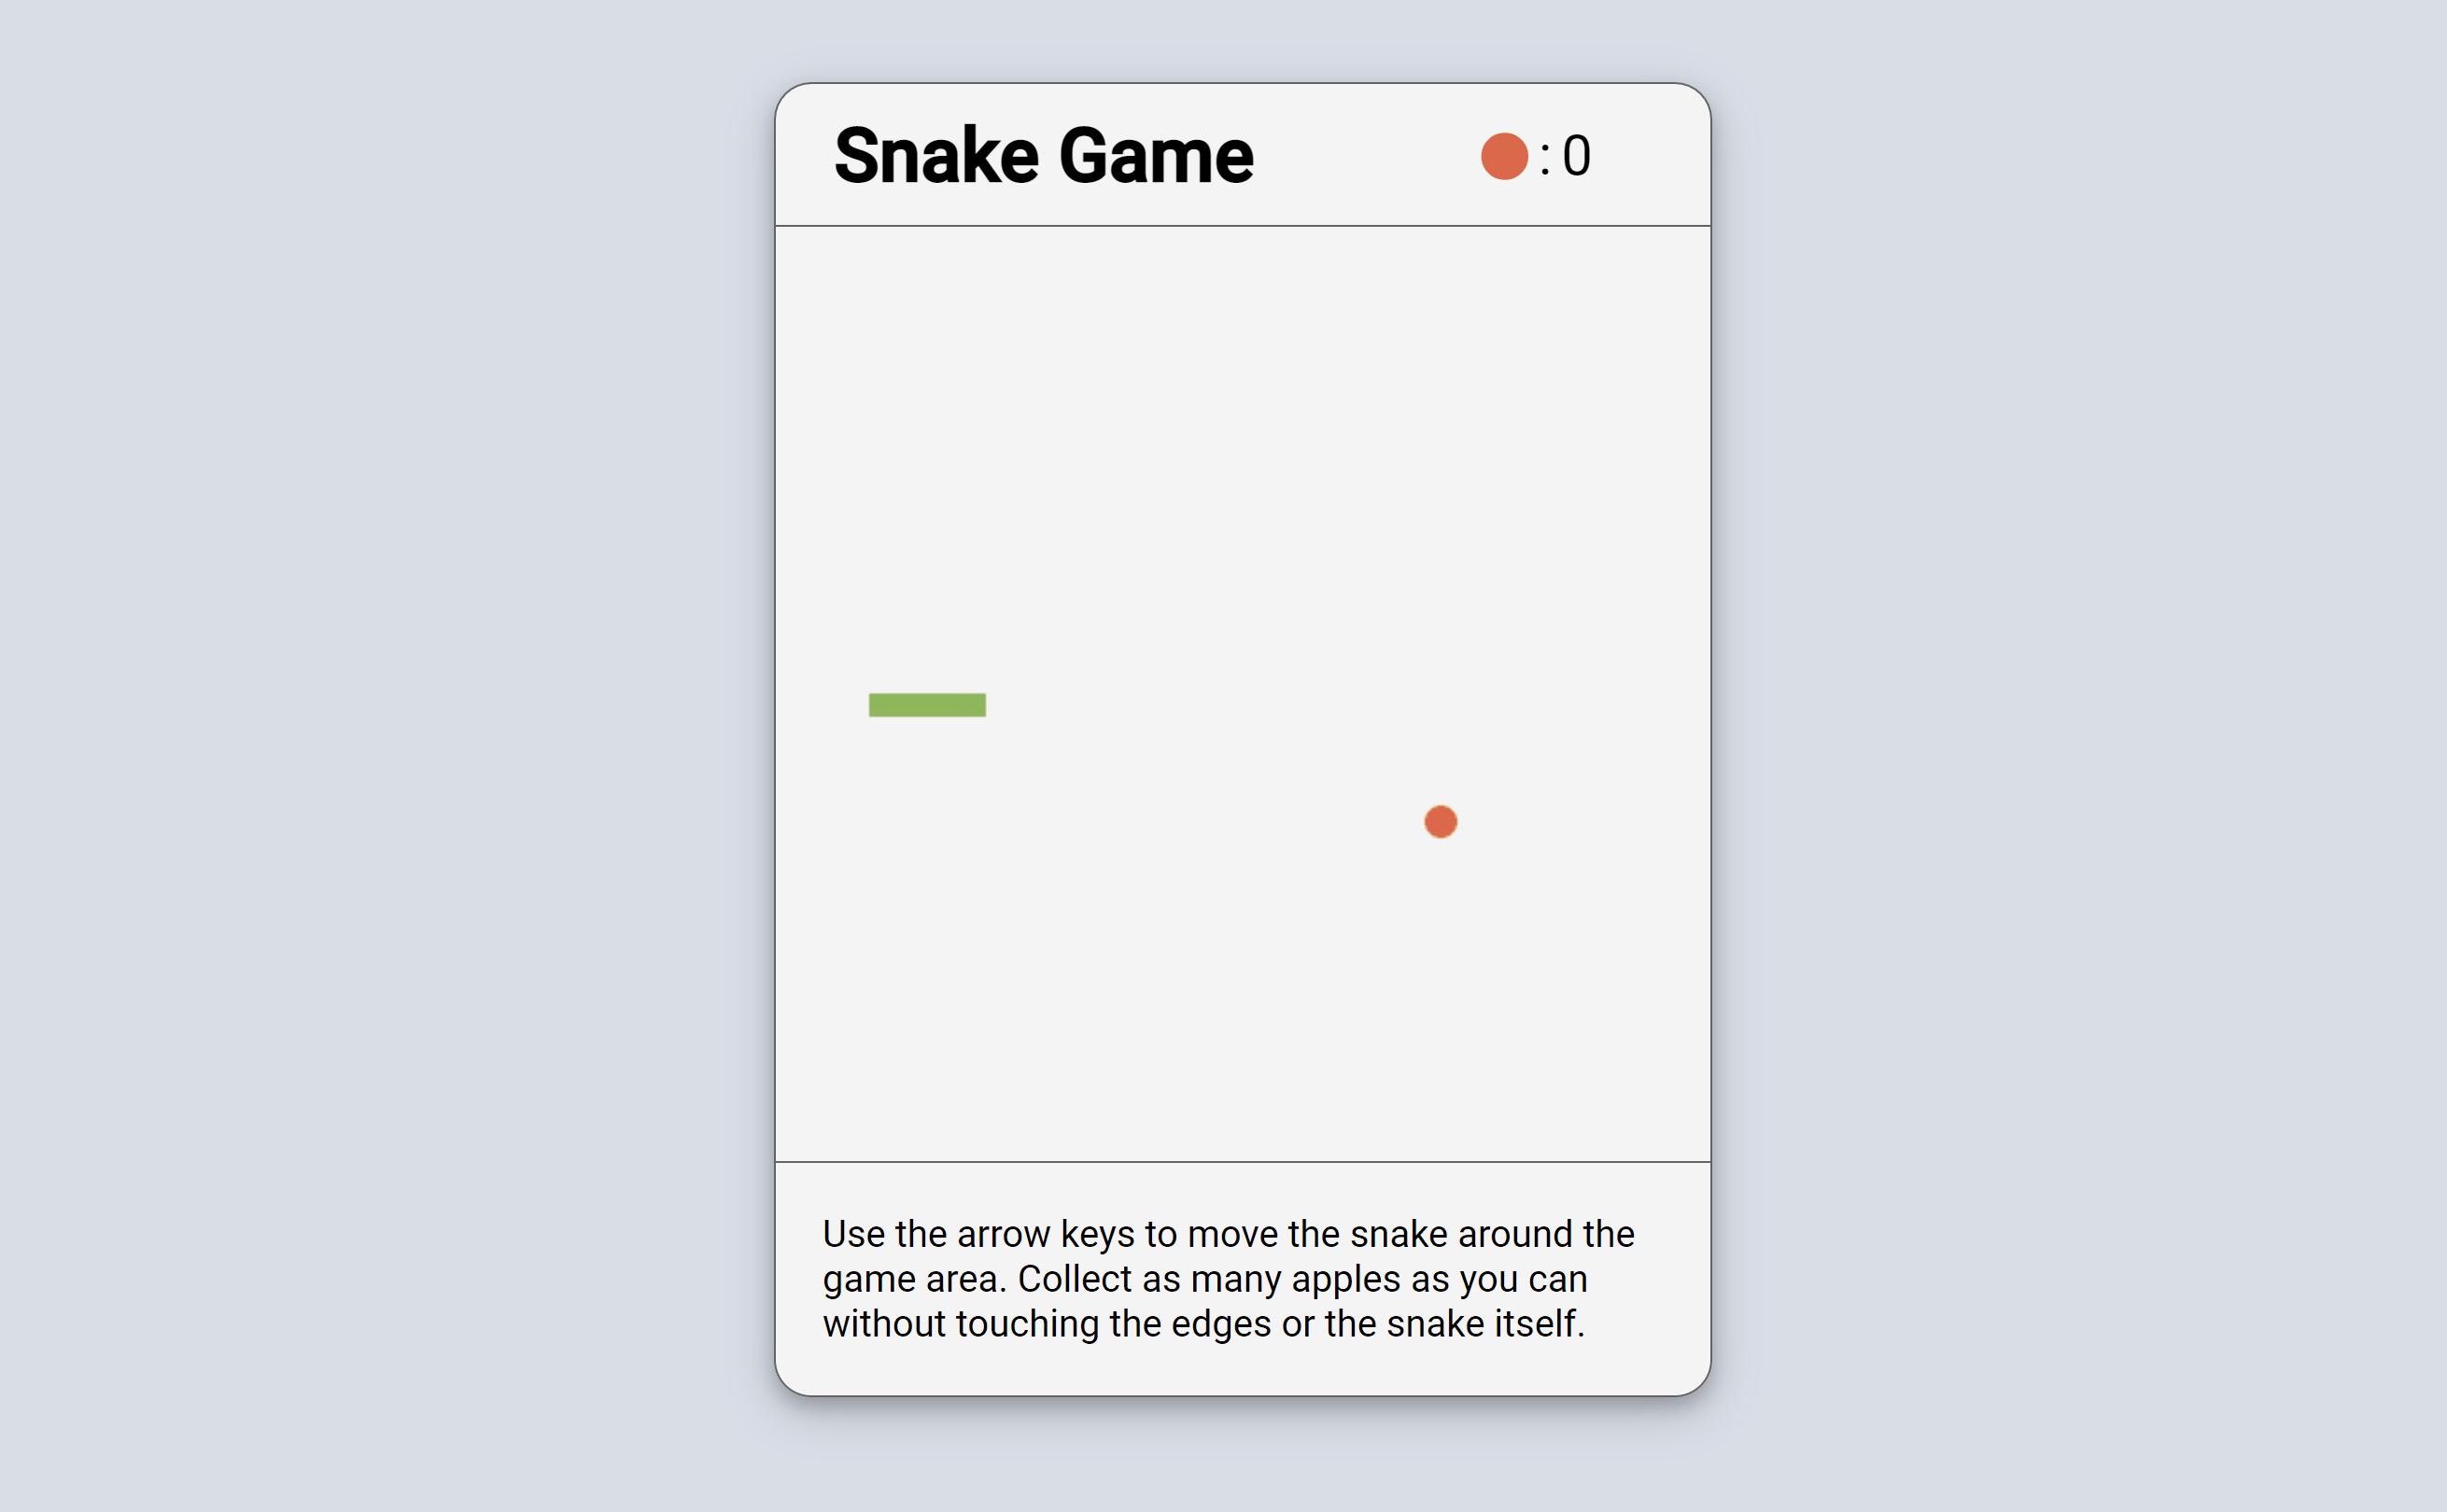 Snake Game
: 0
Use the arrow keys to move the snake around the
game area. Collect as many apples as you can
without touching the edges or the snake itself.